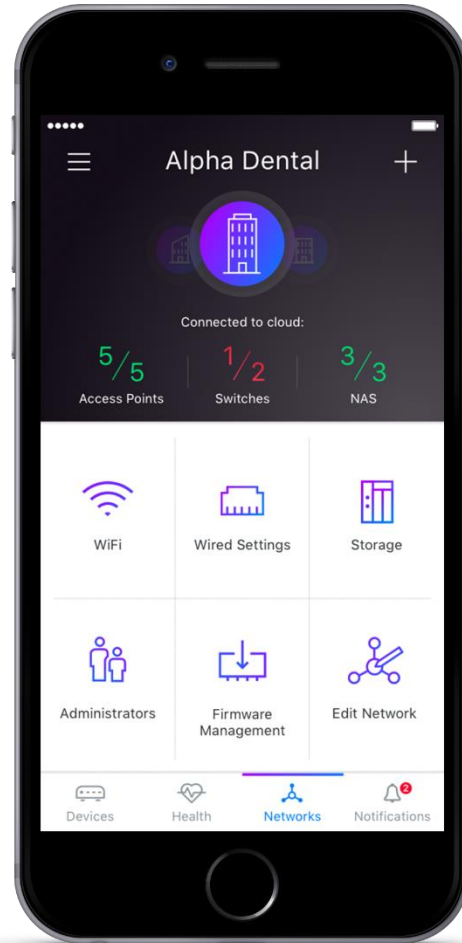 Alpha Dental
Connected to cloud:
5/5 1/2 3/3
Access Points Switches NAS
WiFi Wired Settings Storage
Administrators Firmware Management Edit Network
2
Devices Health Networks Notifications